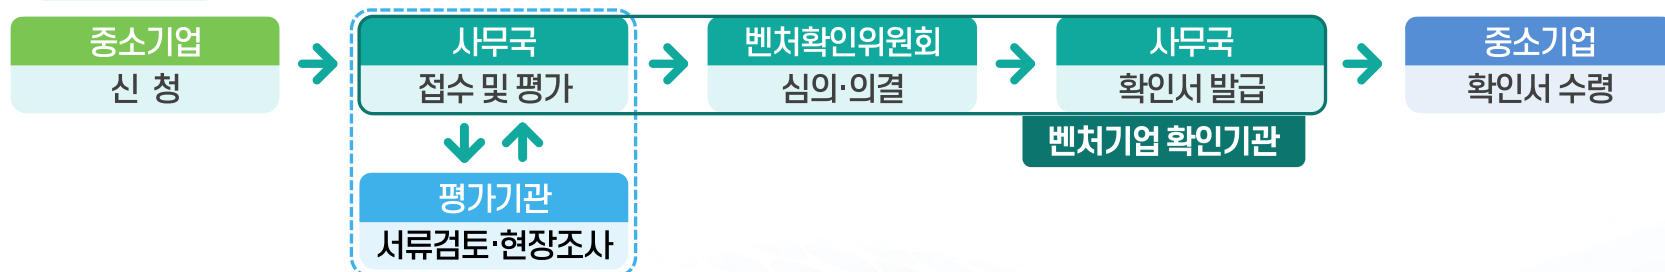 중소기업
신 청
사무국
접수 및 평가
벤처확인위원회
심의·의결
사무국
확인서 발급
중소기업
확인서 수령
벤처기업 확인기관
평가기관
서류검토·현장조사